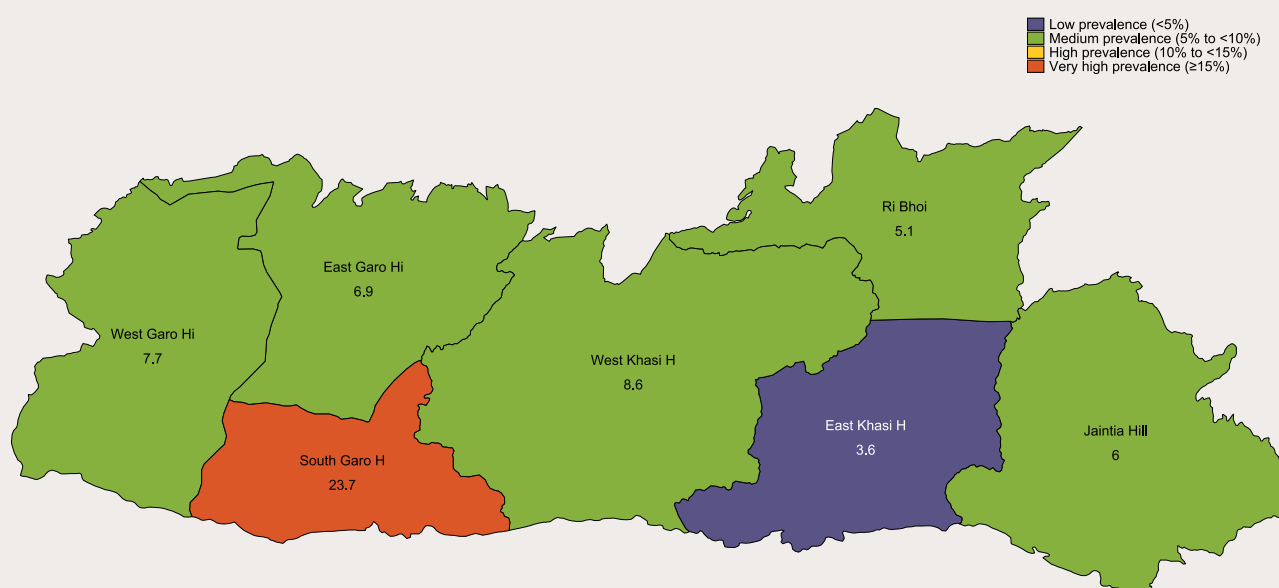 Low prevalence (<5%)
Medium prevalence (5% to <10%)
High prevalence (10% to <15%)
Very high prevalence (≥15%)
Ri Bhoi
5.1
East Garo Hi
6.9
West Garo Hi
7.7
West Khasi H
8.6
East Khasi H
3.6
Jaintia Hill
6
South Garo H
23.7